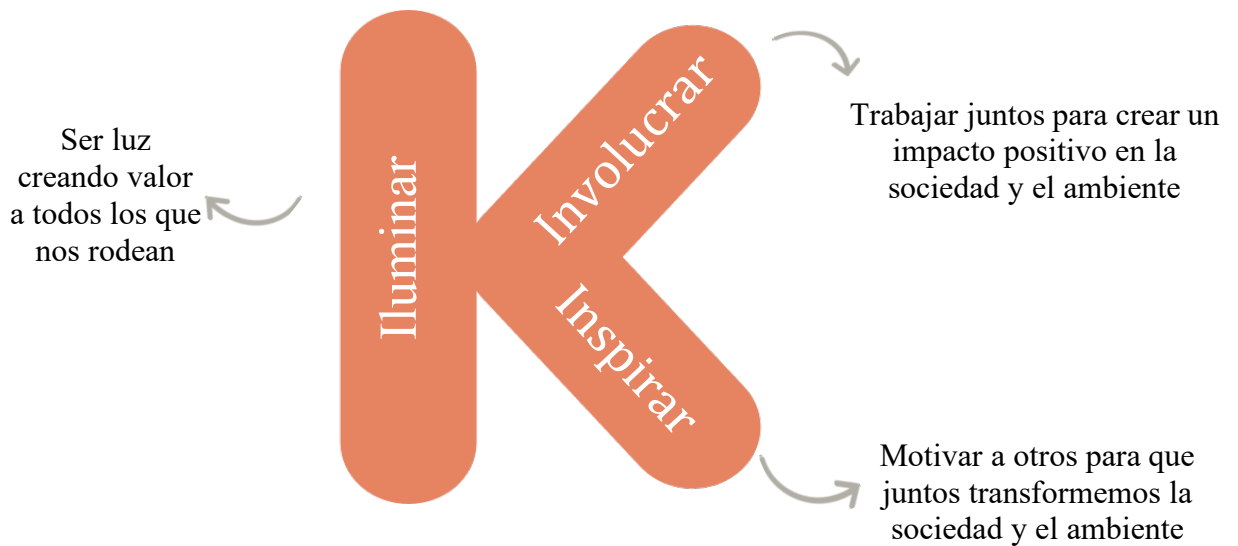 Ser luz
creando valor
a todos los que
nos rodean
Iluminar
Involucrar
Trabajar juntos para crear un
impacto positivo en la
sociedad y el ambiente
Inspirar
Motivar a otros para que
juntos transformemos la
sociedad y el ambiente